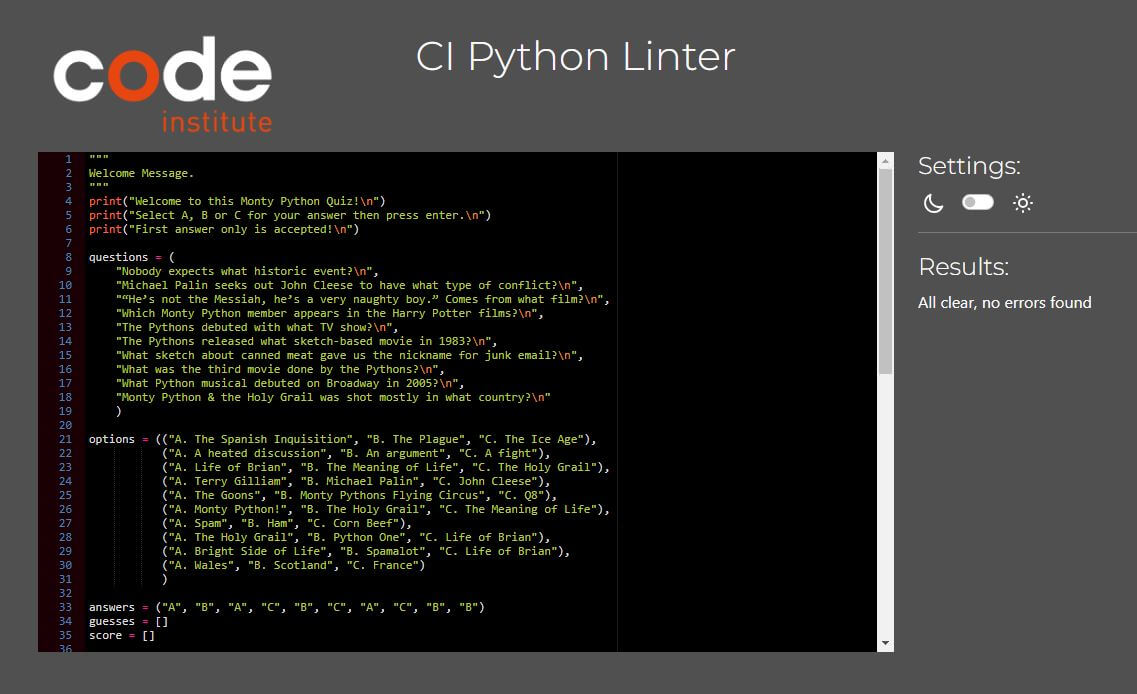 code
institute
CI Python Linter
1 """
2 Welcome Message.
3 """
4 print("Welcome to this Monty Python Quiz!\n")
5 print("Select A, B or C for your answer then press enter.\n")
6 print("First answer only is accepted!\n")
7
8 questions = (
9     "Nobody expects what historic event?\n",
10     "Michael Palin seeks out John Cleese to have what type of conflict?\n",
11     "“He’s not the Messiah, he’s a very naughty boy.” Comes from what film?\n",
12     "Which Monty Python member appears in the Harry Potter films?\n",
13     "The Pythons debuted with what TV show?\n",
14     "The Pythons released what sketch-based movie in 1983?\n",
15     "What sketch about canned meat gave us the nickname for junk email?\n",
16     "What was the third movie done by the Pythons?\n",
17     "What Python musical debuted on Broadway in 2005?\n",
18     "Monty Python & the Holy Grail was shot mostly in what country?\n"
19     )
20
21 options = (("A. The Spanish Inquisition", "B. The Plague", "C. The Ice Age"),
22            ("A. A heated discussion", "B. An argument", "C. A fight"),
23            ("A. Life of Brian", "B. The Meaning of Life", "C. The Holy Grail"),
24            ("A. Terry Gilliam", "B. Michael Palin", "C. John Cleese"),
25            ("A. The Goons", "B. Monty Pythons Flying Circus", "C. Q8"),
26            ("A. Monty Python!", "B. The Holy Grail", "C. The Meaning of Life"),
27            ("A. Spam", "B. Ham", "C. Corn Beef"),
28            ("A. The Holy Grail", "B. Python One", "C. Life of Brian"),
29            ("A. Bright Side of Life", "B. Spamalot", "C. Life of Brian"),
30            ("A. Wales", "B. Scotland", "C. France")
31            )
32
33 answers = ("A", "B", "A", "C", "B", "C", "A", "C", "B", "B")
34 guesses = []
35 score = []
36
Settings:
Results:
All clear, no errors found